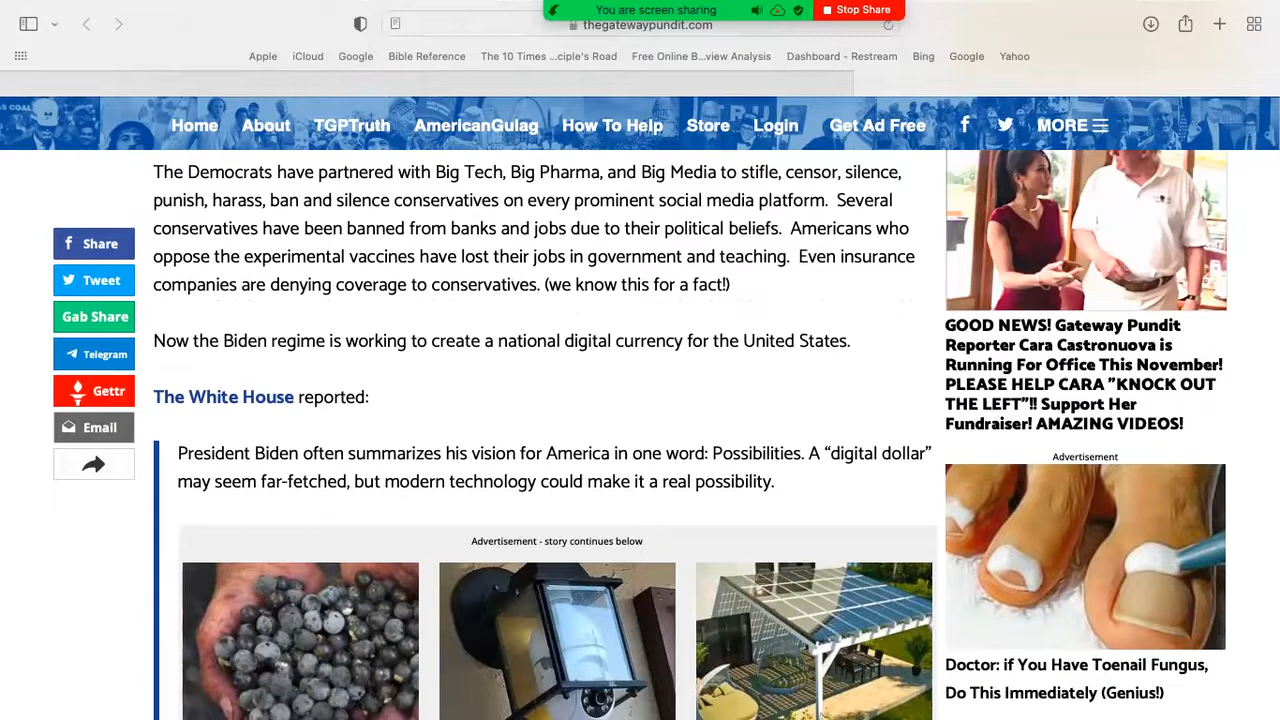 You are screen sharing
Stop Share
thegatewaypundit.com
Apple iCloud Google Bible Reference The 10 Times ...ciple's Road Free Online B...view Analysis Dashboard – Restream Bing Google Yahoo
Home About TGPTruth AmericanGulag How To Help Store Login Get Ad Free MORE
The Democrats have partnered with Big Tech, Big Pharma, and Big Media to stifle, censor, silence,
punish, harass, ban and silence conservatives on every prominent social media platform.  Several
conservatives have been banned from banks and jobs due to their political beliefs.  Americans who
oppose the experimental vaccines have lost their jobs in government and teaching.  Even insurance
companies are denying coverage to conservatives. (we know this for a fact!)
Now the Biden regime is working to create a national digital currency for the United States.
The White House reported:
President Biden often summarizes his vision for America in one word: Possibilities. A “digital dollar”
may seem far-fetched, but modern technology could make it a real possibility.
Advertisement - story continues below
Share
Tweet
Gab Share
Telegram
Gettr
Email
GOOD NEWS! Gateway Pundit
Reporter Cara Castronuova is
Running For Office This November!
PLEASE HELP CARA "KNOCK OUT
THE LEFT"!! Support Her
Fundraiser! AMAZING VIDEOS!
Advertisement
Doctor: if You Have Toenail Fungus,
Do This Immediately (Genius!)